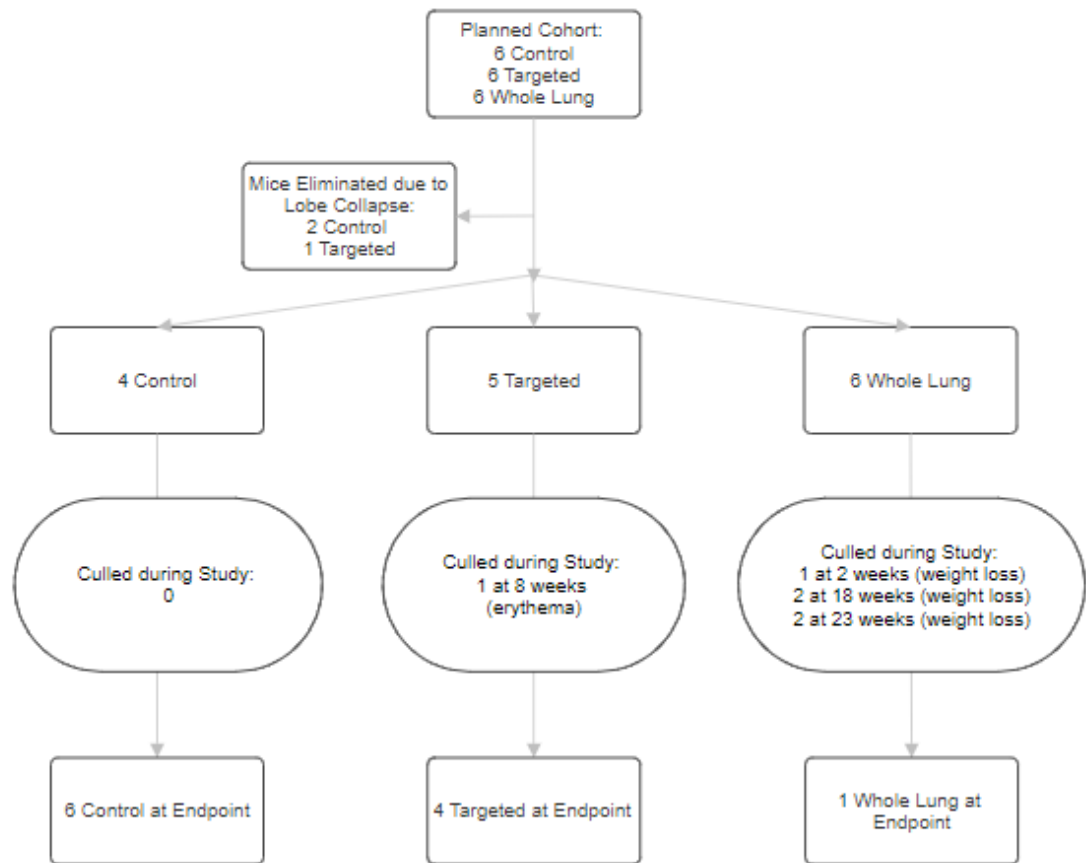 Planned Cohort:
6 Control
6 Targeted
6 Whole Lung
Mice Eliminated due to
Lobe Collapse:
2 Control
1 Targeted
4 Control
5 Targeted
6 Whole Lung
Culled during Study:
0
Culled during Study:
1 at 8 weeks
(erythema)
Culled during Study:
1 at 2 weeks (weight loss)
2 at 18 weeks (weight loss)
2 at 23 weeks (weight loss)
6 Control at Endpoint
4 Targeted at Endpoint
1 Whole Lung at
Endpoint